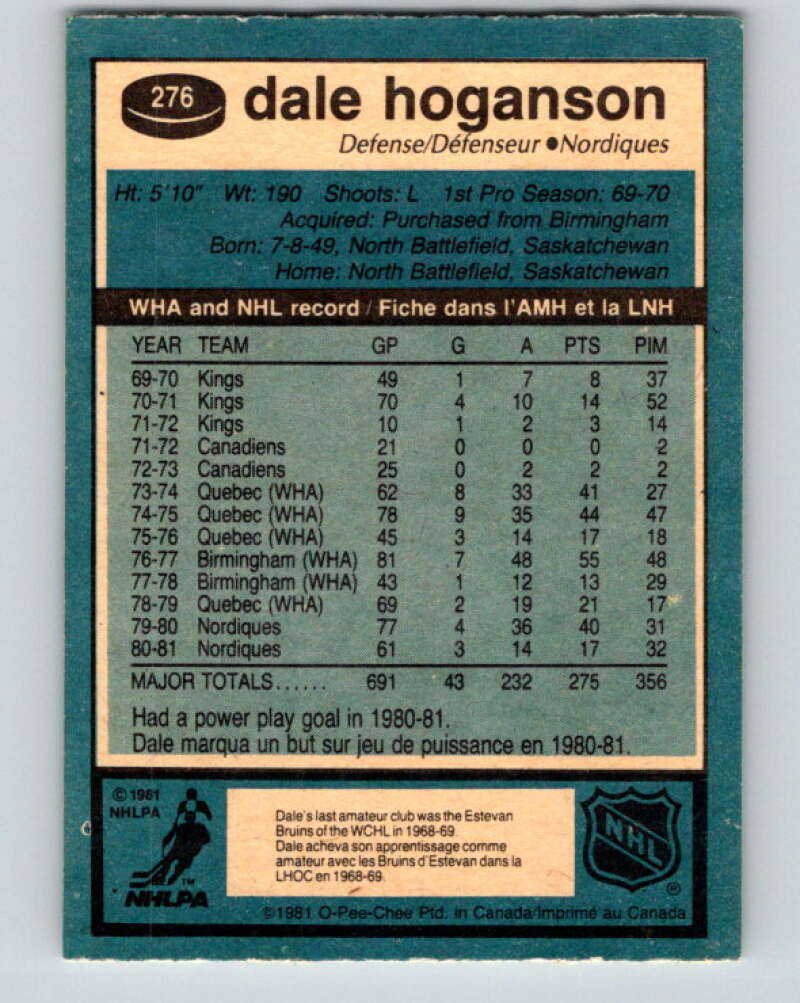 276 dale hoganson
Defense/Défenseur ●Nordiques
Ht: 5'10" Wt: 190 Shoots: L 1st Pro Season: 69-70
Acquired: Purchased from Birmingham
Born: 7-8-49, North Battlefield, Saskatchewan
Home: North Battlefield, Saskatchewan
WHA and NHL record / Fiche dans l'AMH et la LNH
YEAR TEAM GP G A PTS PIM
69-70 Kings 49 1 7 8 37
70-71 Kings 70 4 10 14 52
71-72 Kings 10 1 2 3 14
71-72 Canadiens 21 0 0 0 2
72-73 Canadiens 25 0 2 2 2
73-74 Quebec (WHA) 62 8 33 41 27
74-75 Quebec (WHA) 78 9 35 44 47
75-76 Quebec (WHA) 45 3 14 17 18
76-77 Birmingham (WHA) 81 7 48 55 48
77-78 Birmingham (WHA) 43 1 12 13 29
78-79 Quebec (WHA) 69 2 19 21 17
79-80 Nordiques 77 4 36 40 31
80-81 Nordiques 61 3 14 17 32
MAJOR TOTALS...... 691 43 232 275 356
Had a power play goal in 1980-81.
Dale marqua un but sur jeu de puissance en 1980-81.
© 1981
NHLPA
™
NHLPA
Dale's last amateur club was the Estevan
Bruins of the WCHL in 1968-69.
Dale acheva son apprentissage comme
amateur avec les Bruins d'Estevan dans la
LHOC en 1968-69.
NHL
®
©1981 O-Pee-Chee Ptd. in Canada/Imprimé au Canada